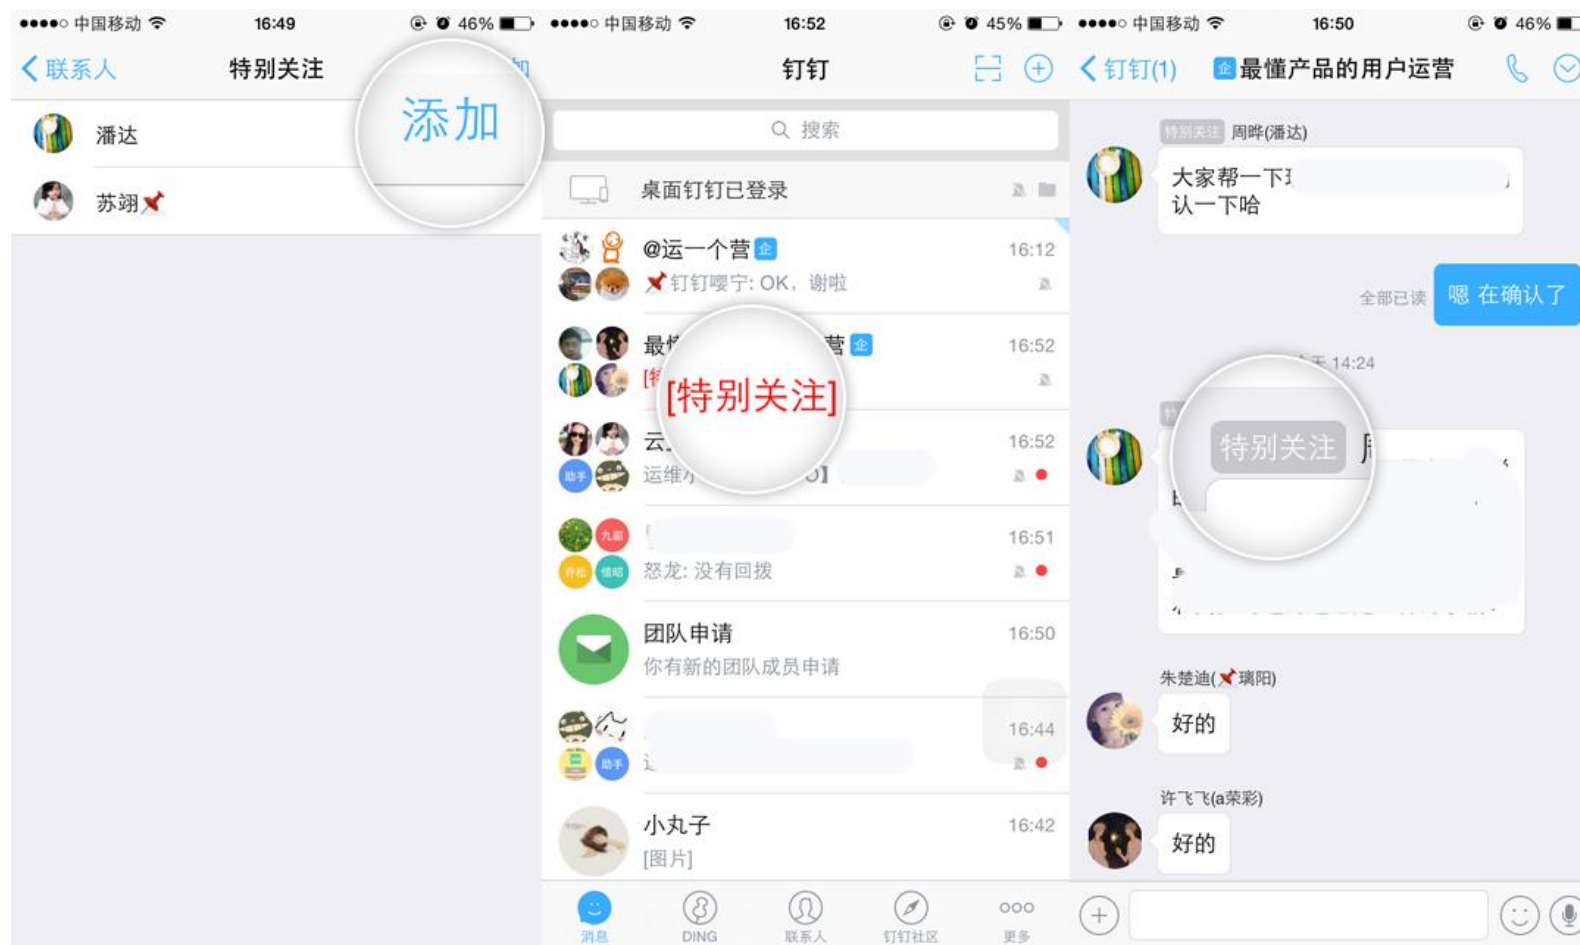 中国移动
16:49
46%
联系人
特别关注
添加
潘达
苏翊
中国移动
16:52
45%
钉钉
搜索
桌面钉钉已登录
@运一个营 企
16:12
钉钉嘤宁: OK，谢啦
营 企
16:52
[特别关注]
16:52
助手
运维
16:51
九韶
怒龙: 没有回拨
团队申请
16:50
你有新的团队成员申请
16:44
助手
小丸子
16:42
[图片]
消息
DING
联系人
钉钉社区
更多
中国移动
16:50
46%
钉钉(1)
企 最懂产品的用户运营
特别关注 周晔(潘达)
大家帮一下
认一下哈
全部已读
嗯 在确认了
天 14:24
特别关注
朱楚迪(璃阳)
好的
许飞飞(a荣彩)
好的